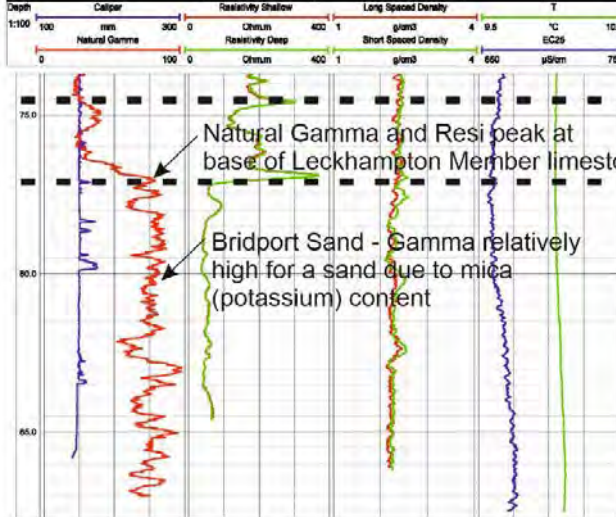 Depth Caliper Resistivity Shallow Long Spaced Density T
1:100 100 mm 300 0 Ohm.m 400 1 g/cm3 4 9.5 °C 10
Natural Gamma Resistivity Deep Short Spaced Density EC25
0 100 0 Ohm.m 400 1 g/cm3 4 650 µS/cm 75
75.0
Natural Gamma and Resi peak at
base of Leckhampton Member limesto
Bridport Sand - Gamma relatively
80.0 high for a sand due to mica
(potassium) content
85.0